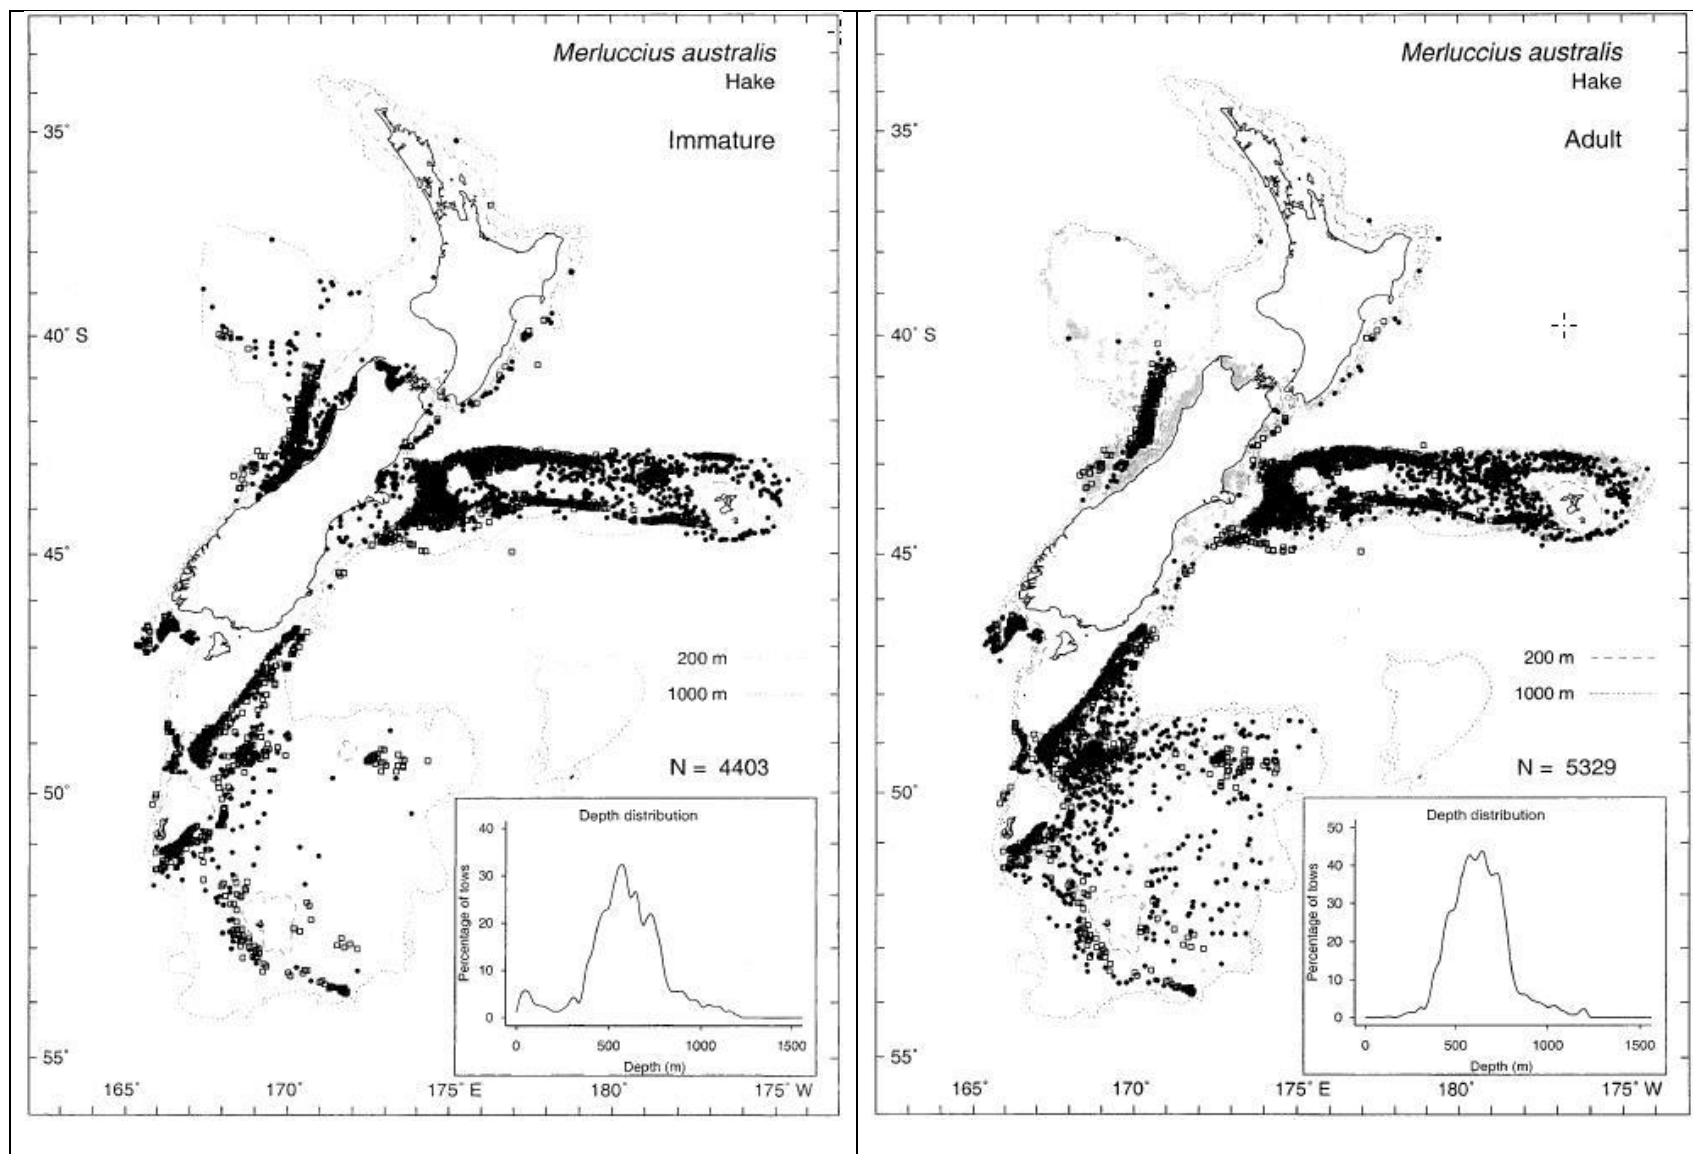 Merluccius australis
Hake
Immature
35°
40° S
45°
50°
55°
200 m
1000 m
N = 4403
Depth distribution
40
30
20
10
0
Percentage of tows
0 500 1000 1500
Depth (m)
165° 170° 175° E 180° 175° W
Merluccius australis
Hake
Adult
35°
40° S
45°
50°
55°
200 m
1000 m
N = 5329
Depth distribution
50
40
30
20
10
0
Percentage of tows
0 500 1000 1500
Depth (m)
165° 170° 175° E 180° 175° W